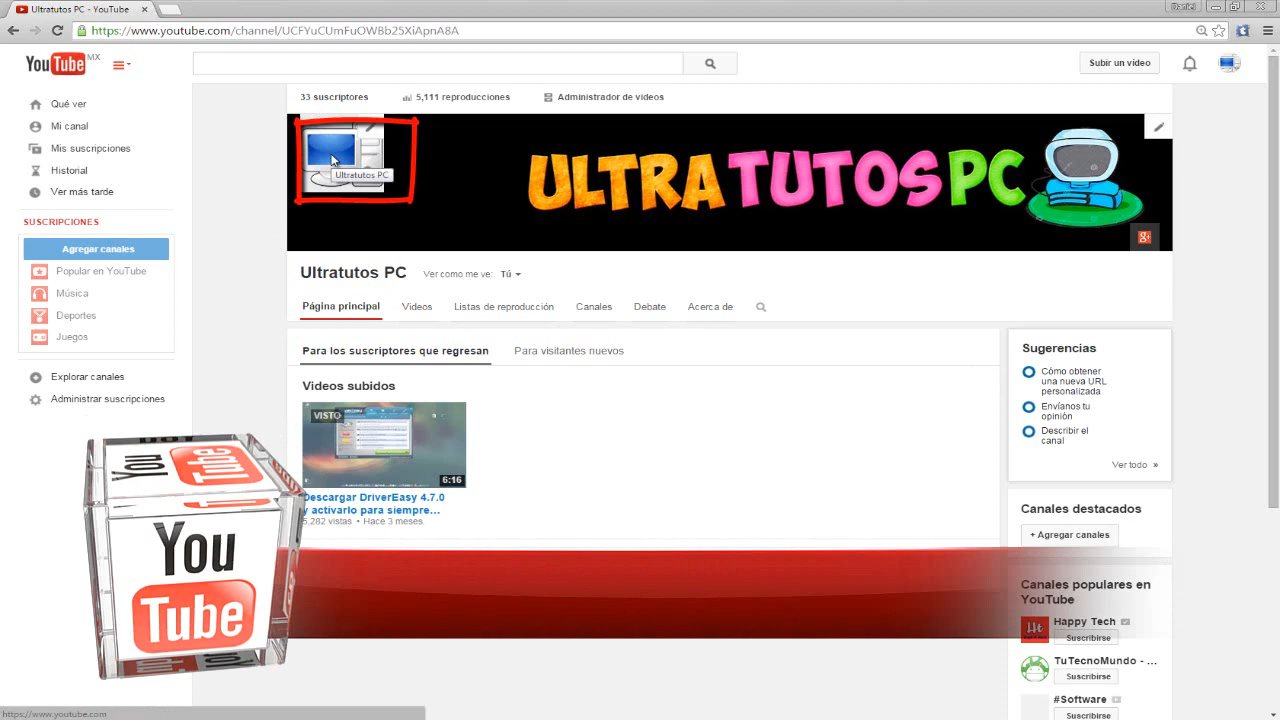 Ultratutos PC - YouTube
https://www.youtube.com/channel/UCFYuCUmFuOWBb25XiApnA8A
YouTube MX
Subir un vídeo
Qué ver
Mi canal
Mis suscripciones
Historial
Ver más tarde
SUSCRIPCIONES
Agregar canales
Popular en YouTube
Música
Deportes
Juegos
Explorar canales
Administrar suscripciones
33 suscriptores
5,111 reproducciones
Administrador de videos
Ultratutos PC
ULTRATUTOSPC
g+
Ultratutos PC
Ver como me ve: Tú
Página principal
Videos
Listas de reproducción
Canales
Debate
Acerca de
Para los suscriptores que regresan
Para visitantes nuevos
Videos subidos
VISTO
6:16
Descargar DriverEasy 4.7.0
y activarlo para siempre...
5,282 vistas • Hace 3 meses
Sugerencias
Cómo obtener
una nueva URL
personalizada
Envíanos tu
opinión
Describir el
canal
Ver todo »
Canales destacados
+ Agregar canales
Canales populares en
YouTube
Happy Tech
Suscribirse
TuTecnoMundo - ...
Suscribirse
#Software
Suscribirse
You
Tube
You
Tube
https://www.youtube.com